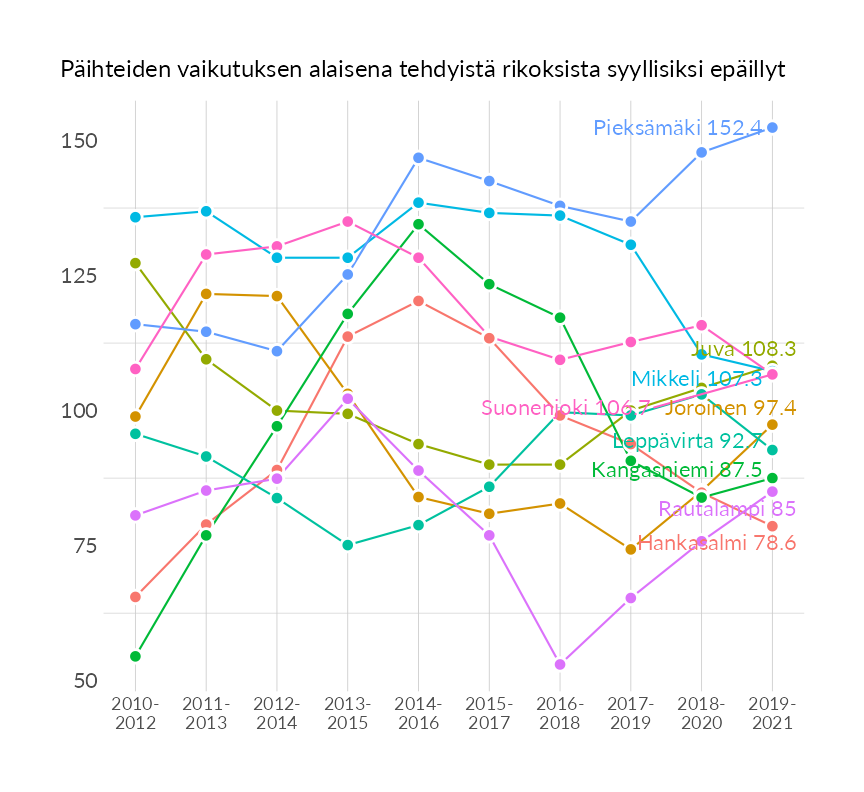 Päihteiden vaikutuksen alaisena tehdyistä rikoksista syyllisiksi epäillyt
150
125
100
75
50
Pieksämäki 152.4
Juva 108.3
Mikkeli 107.3
Suonenjoki 106.7
Joroinen 97.4
Leppävirta 92.7
Kangasniemi 87.5
Rautalampi 85
Hankasalmi 78.6
2010-2012
2011-2013
2012-2014
2013-2015
2014-2016
2015-2017
2016-2018
2017-2019
2018-2020
2019-2021